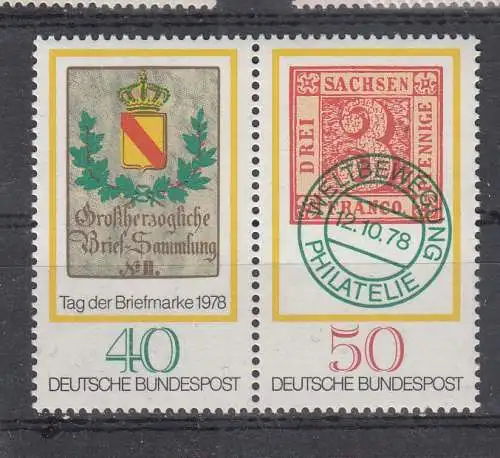 Großherzogliche
Brief-Sammlung
No II.
Tag der Briefmarke 1978
40
DEUTSCHE BUNDESPOST
SACHSEN
DREI
3
PFENNIGE
FRANCO
WELTBEWEGUNG
12.10.78
PHILATELIE
50
DEUTSCHE BUNDESPOST